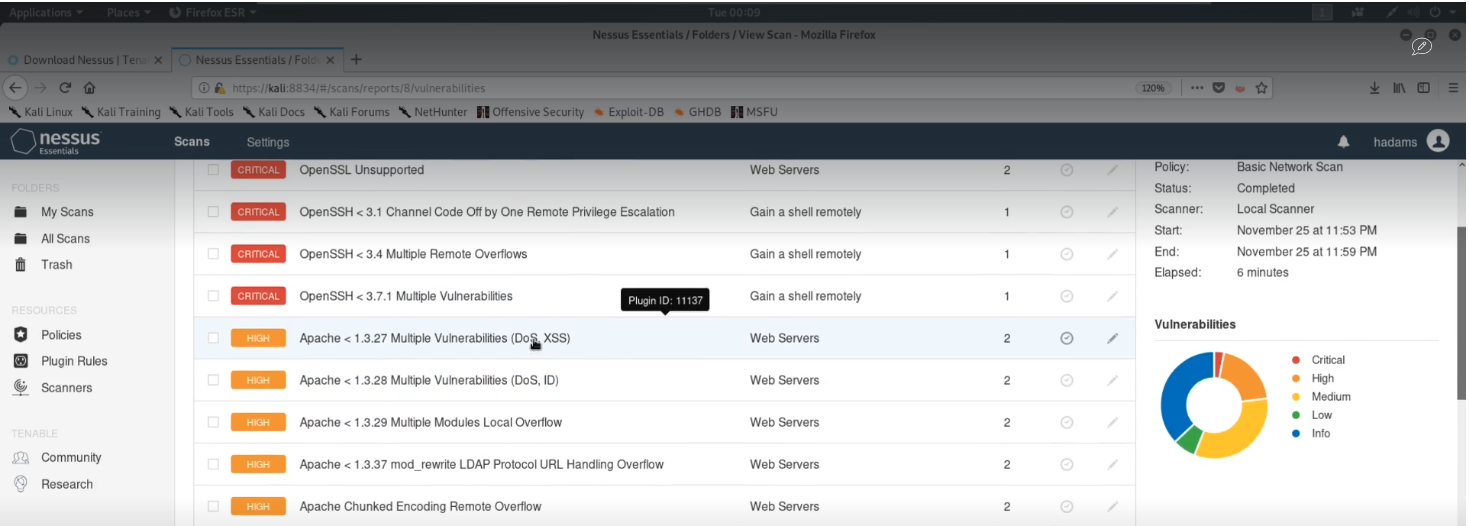 Applications Places Firefox ESR Tue 00:09 1
Nessus Essentials / Folders / View Scan - Mozilla Firefox
Download Nessus | Tena Nessus Essentials / Folde
https://kali:8834/#/scans/reports/8/vulnerabilities 120%
Kali Linux Kali Training Kali Tools Kali Docs Kali Forums NetHunter Offensive Security Exploit-DB GHDB MSFU
nessus Essentials Scans Settings hadams
FOLDERS
My Scans
All Scans
Trash
RESOURCES
Policies
Plugin Rules
Scanners
TENABLE
Community
Research
CRITICAL OpenSSL Unsupported Web Servers 2
CRITICAL OpenSSH < 3.1 Channel Code Off by One Remote Privilege Escalation Gain a shell remotely 1
CRITICAL OpenSSH < 3.4 Multiple Remote Overflows Gain a shell remotely 1
CRITICAL OpenSSH < 3.7.1 Multiple Vulnerabilities Gain a shell remotely 1
Plugin ID: 11137
HIGH Apache < 1.3.27 Multiple Vulnerabilities (DoS, XSS) Web Servers 2
HIGH Apache < 1.3.28 Multiple Vulnerabilities (DoS, ID) Web Servers 2
HIGH Apache < 1.3.29 Multiple Modules Local Overflow Web Servers 2
HIGH Apache < 1.3.37 mod_rewrite LDAP Protocol URL Handling Overflow Web Servers 2
HIGH Apache Chunked Encoding Remote Overflow Web Servers 2
Policy: Basic Network Scan
Status: Completed
Scanner: Local Scanner
Start: November 25 at 11:53 PM
End: November 25 at 11:59 PM
Elapsed: 6 minutes
Vulnerabilities
Critical
High
Medium
Low
Info